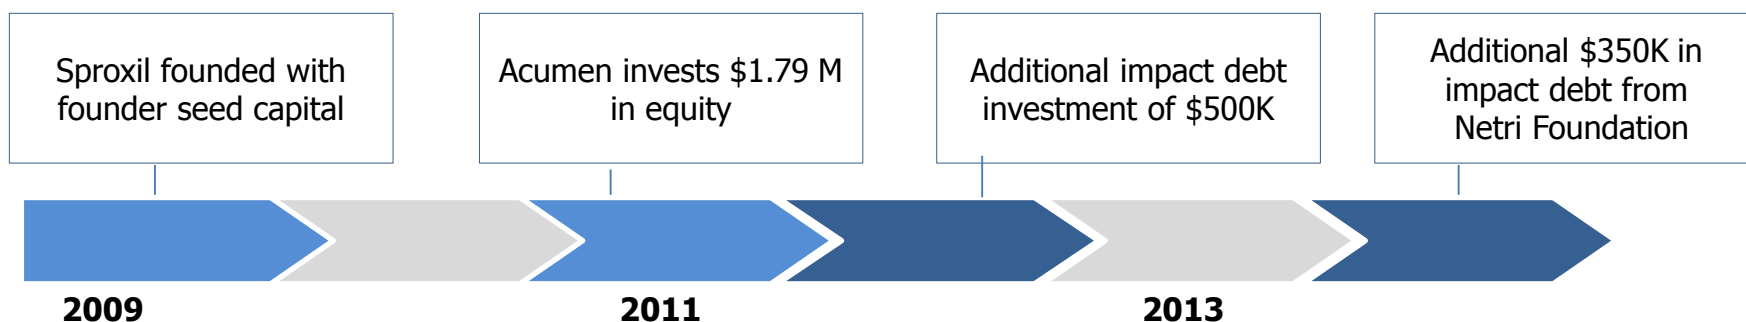 Sproxil founded with
founder seed capital
Acumen invests $1.79 M
in equity
Additional impact debt
investment of $500K
Additional $350K in
impact debt from
Netri Foundation
2009
2011
2013